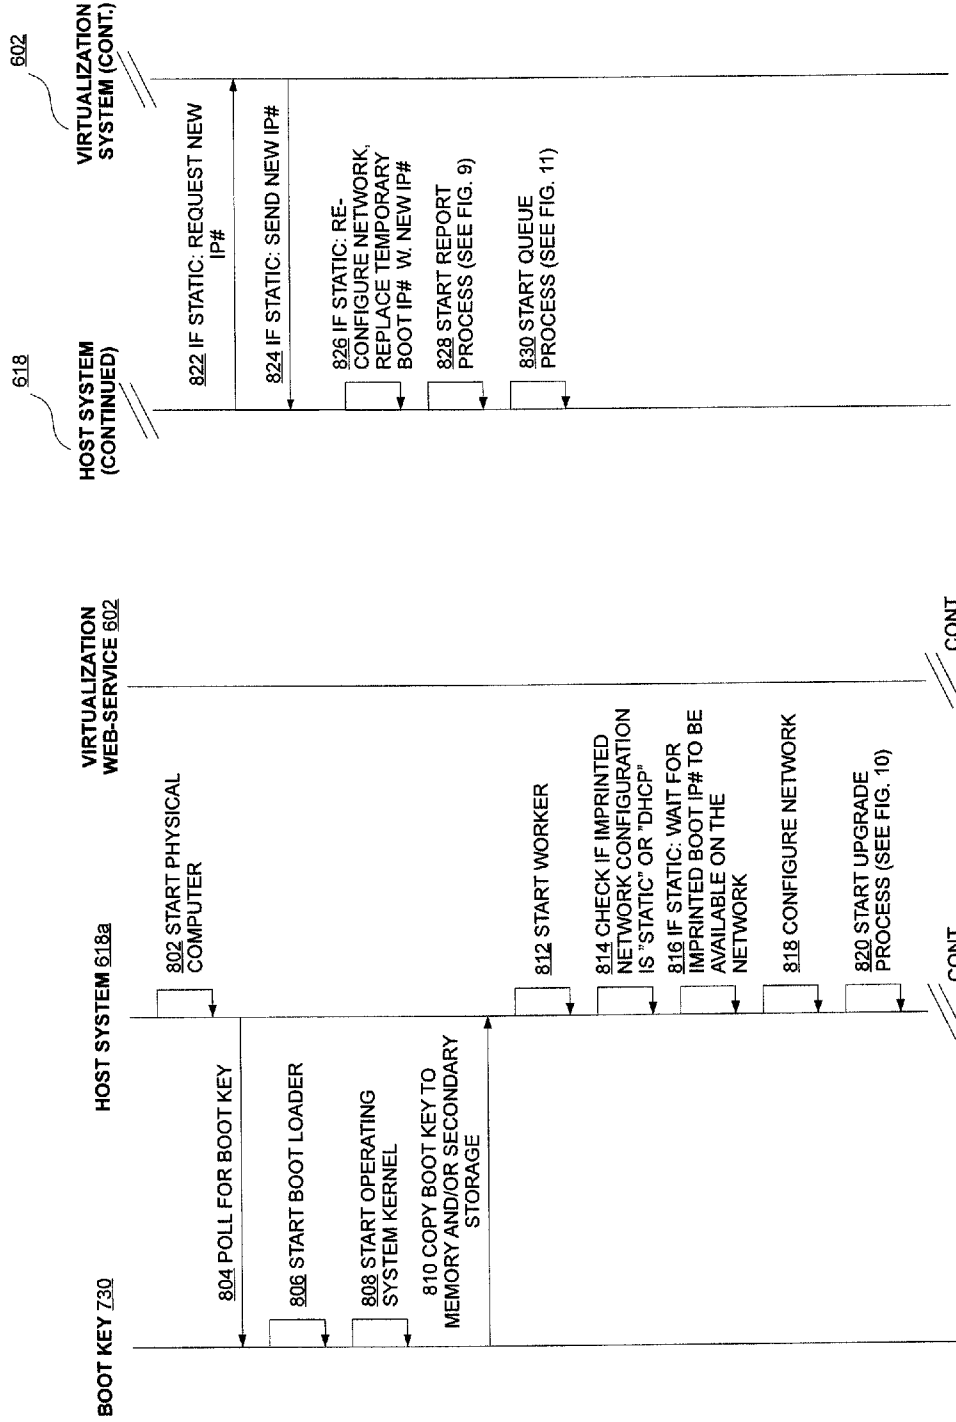 BOOT KEY 730
HOST SYSTEM 618a
VIRTUALIZATION
WEB-SERVICE 602
802 START PHYSICAL
COMPUTER
804 POLL FOR BOOT KEY
806 START BOOT LOADER
808 START OPERATING
SYSTEM KERNEL
810 COPY BOOT KEY TO
MEMORY AND/OR SECONDARY
STORAGE
812 START WORKER
814 CHECK IF IMPRINTED
NETWORK CONFIGURATION
IS "STATIC" OR "DHCP"
816 IF STATIC: WAIT FOR
IMPRINTED BOOT IP# TO BE
AVAILABLE ON THE
NETWORK
818 CONFIGURE NETWORK
820 START UPGRADE
PROCESS (SEE FIG. 10)
CONT
CONT
618
HOST SYSTEM
(CONTINUED)
602
VIRTUALIZATION
SYSTEM (CONT.)
822 IF STATIC: REQUEST NEW
IP#
824 IF STATIC: SEND NEW IP#
826 IF STATIC: RE-
CONFIGURE NETWORK,
REPLACE TEMPORARY
BOOT IP# W. NEW IP#
828 START REPORT
PROCESS (SEE FIG. 9)
830 START QUEUE
PROCESS (SEE FIG. 11)